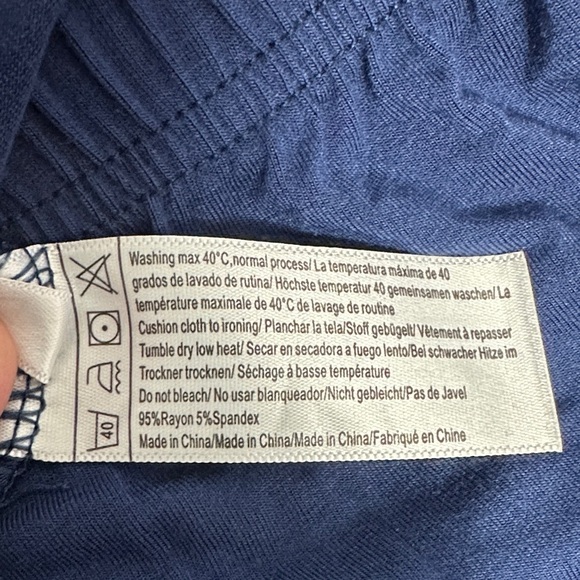 Washing max 40°C,normal process/ La temperatura máxima de 40
grados de lavado de rutina/ Höchste temperatur 40 gemeinsamen waschen/ La
température maximale de 40°C de lavage de routine
Cushion cloth to ironing/ Planchar la tela/Stoff gebügelt/ Vêtement à repasser
Tumble dry low heat/ Secar en secadora a fuego lento/Bei schwacher Hitze im
Trockner trocknen/ Séchage à basse température
Do not bleach/ No usar blanqueador/Nicht gebleicht/Pas de Javel
95%Rayon 5%Spandex
Made in China/Made in China/Made in China/Fabriqué en Chine
40